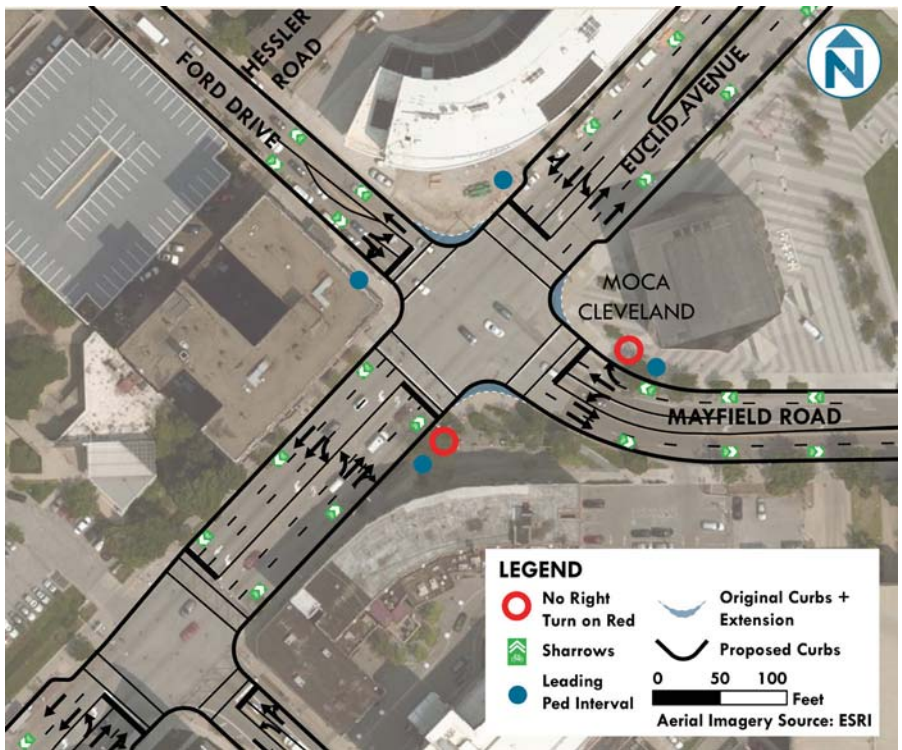 HESSLER
ROAD
FORD DRIVE
EUCLID AVENUE
N
MOCA
CLEVELAND
MAYFIELD ROAD
LEGEND
No Right
Turn on Red
Original Curbs +
Extension
Sharrows
Proposed Curbs
Leading
Ped Interval
0 50 100
Feet
Aerial Imagery Source: ESRI